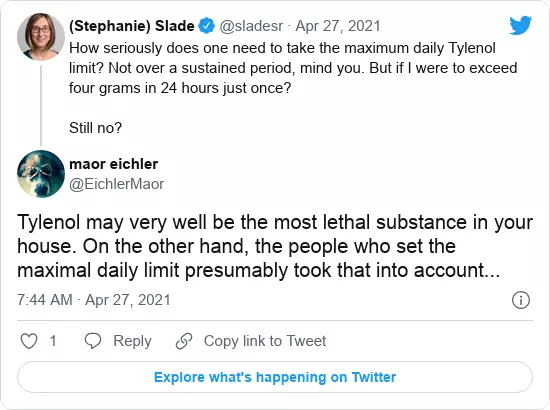 (Stephanie) Slade @sladesr · Apr 27, 2021
How seriously does one need to take the maximum daily Tylenol
limit? Not over a sustained period, mind you. But if I were to exceed
four grams in 24 hours just once?
Still no?
maor eichler
@EichlerMaor
Tylenol may very well be the most lethal substance in your
house. On the other hand, the people who set the
maximal daily limit presumably took that into account...
7:44 AM · Apr 27, 2021
1 Reply Copy link to Tweet
Explore what's happening on Twitter